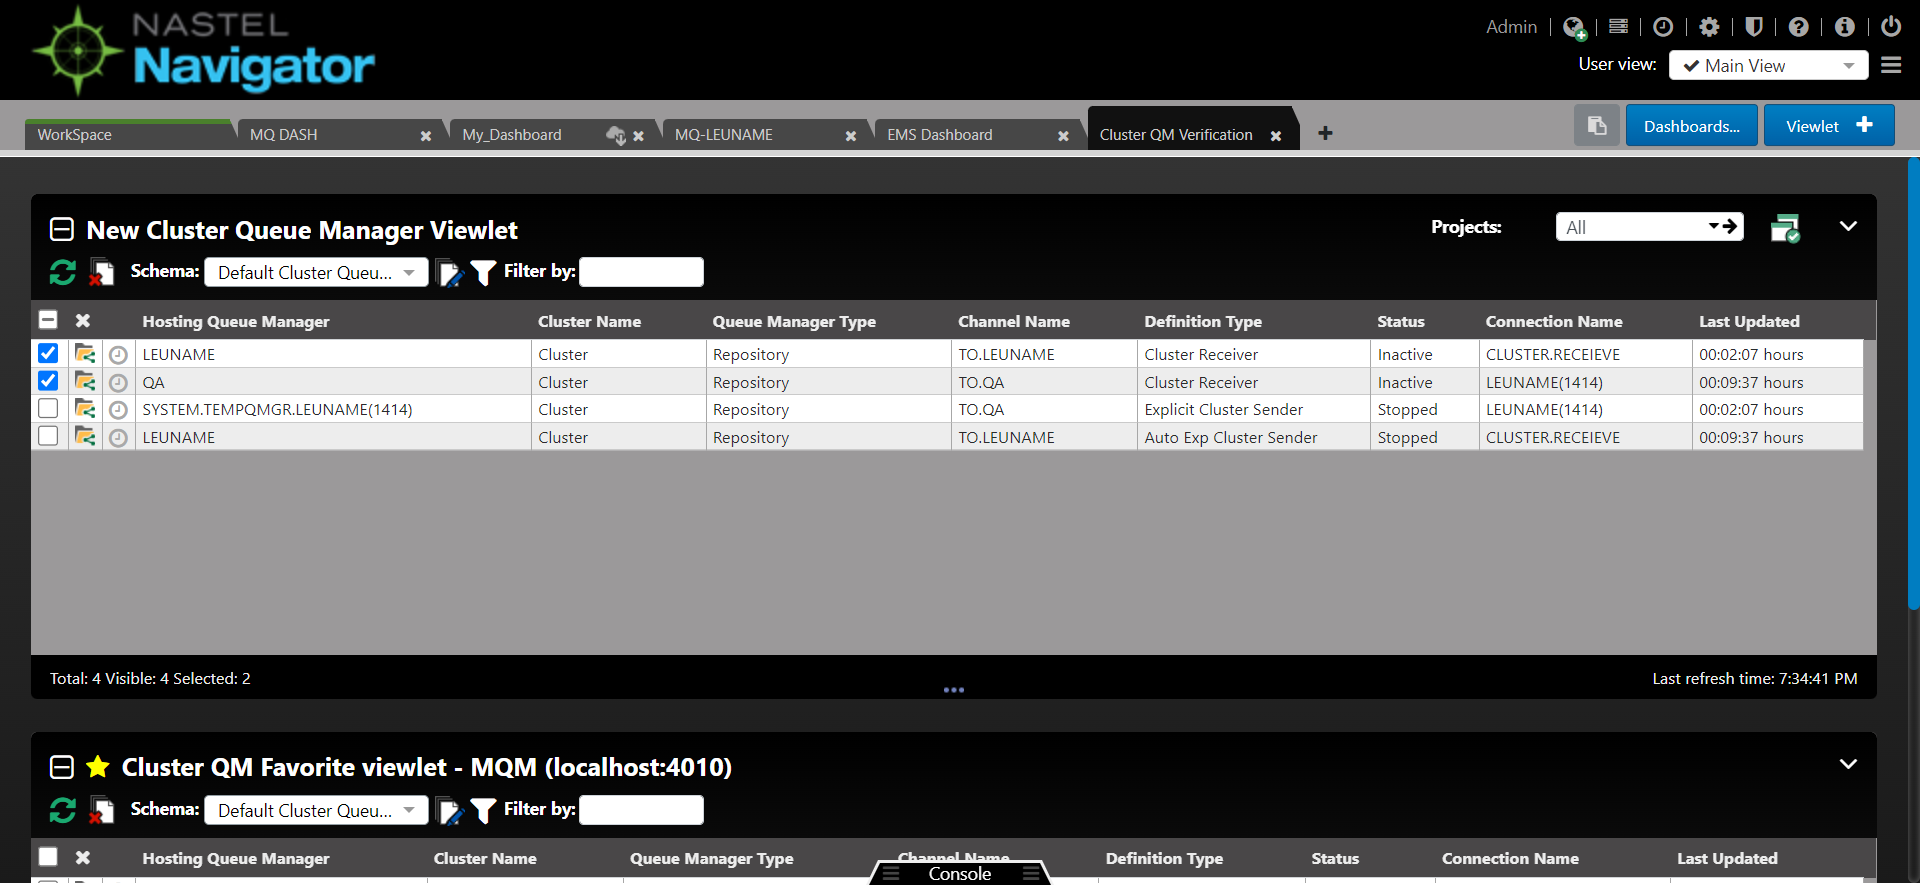 NASTEL
Navigator
Admin
User view: Main View
WorkSpace MQ DASH My_Dashboard MQ-LEUNAME EMS Dashboard Cluster QM Verification
Dashboards... Viewlet
New Cluster Queue Manager Viewlet Projects: All
Schema: Default Cluster Queu... Filter by:
Hosting Queue Manager Cluster Name Queue Manager Type Channel Name Definition Type Status Connection Name Last Updated
LEUNAME Cluster Repository TO.LEUNAME Cluster Receiver Inactive CLUSTER.RECEIEVE 00:02:07 hours
QA Cluster Repository TO.QA Cluster Receiver Inactive LEUNAME(1414) 00:09:37 hours
SYSTEM.TEMPQMGR.LEUNAME(1414) Cluster Repository TO.QA Explicit Cluster Sender Stopped LEUNAME(1414) 00:02:07 hours
LEUNAME Cluster Repository TO.LEUNAME Auto Exp Cluster Sender Stopped CLUSTER.RECEIEVE 00:09:37 hours
Total: 4 Visible: 4 Selected: 2 Last refresh time: 7:34:41 PM
Cluster QM Favorite viewlet - MQM (localhost:4010)
Schema: Default Cluster Queu... Filter by:
Hosting Queue Manager Cluster Name Queue Manager Type Channel Name Definition Type Status Connection Name Last Updated
Console